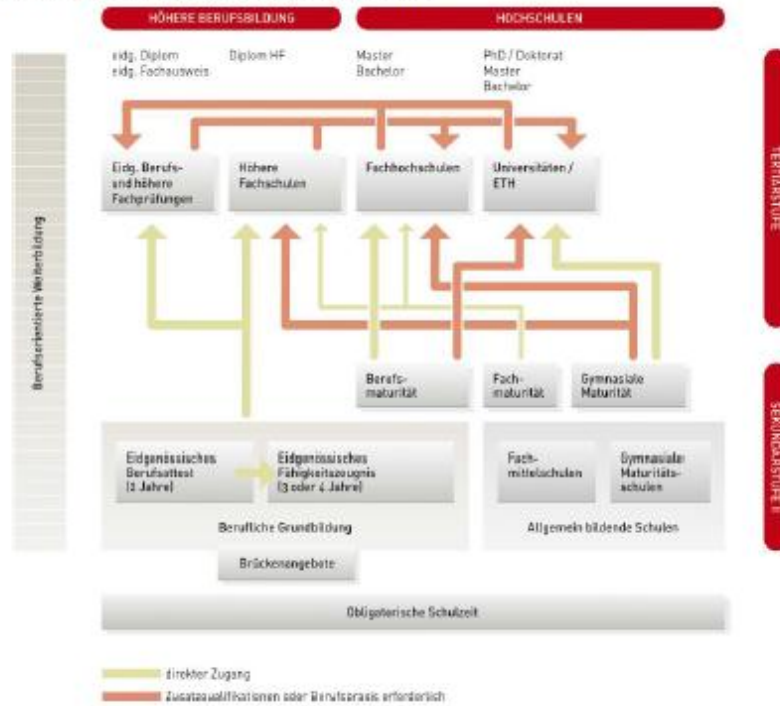 HÖHERE BERUFSBILDUNG
HOCHSCHULEN
eidg. Diplom
eidg. Fachausweis
Diplom HF
Master
Bachelor
PhD / Doktorat
Master
Bachelor
Eidg. Berufs-
und höhere
Fachprüfungen
Höhere
Fachschulen
Fachhochschulen
Universitäten /
ETH
TERTIÄRSTUFE
Berufsorientierte Weiterbildung
Berufs-
maturität
Fach-
maturität
Gymnasiale
Maturität
SEKUNDARSTUFE II
Eidgenössisches
Berufsattest
(2 Jahre)
Eidgenössisches
Fähigkeitszeugnis
(3 oder 4 Jahre)
Fach-
mittelschulen
Gymnasiale
Maturitäts-
schulen
Berufliche Grundbildung
Allgemein bildende Schulen
Brückenangebote
Obligatorische Schulzeit
direkter Zugang
Zusatzqualifikationen oder Berufspraxis erforderlich